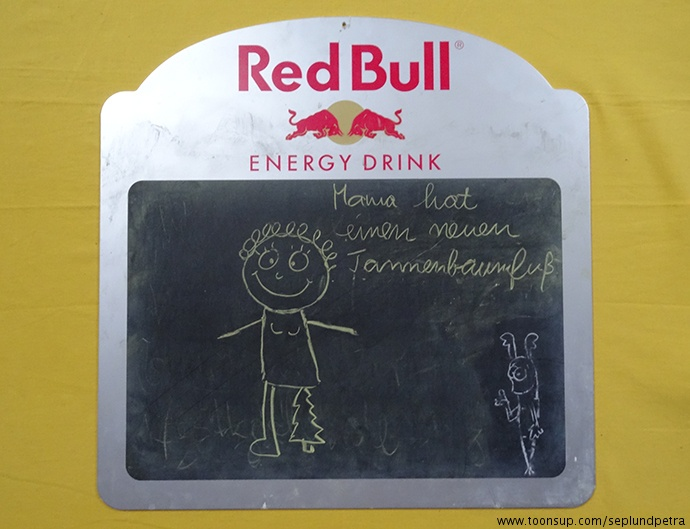 Red Bull®
ENERGY DRINK
Mama hat
einen neuen
Tannenbaumfuß
www.toonsup.com/seplundpetra